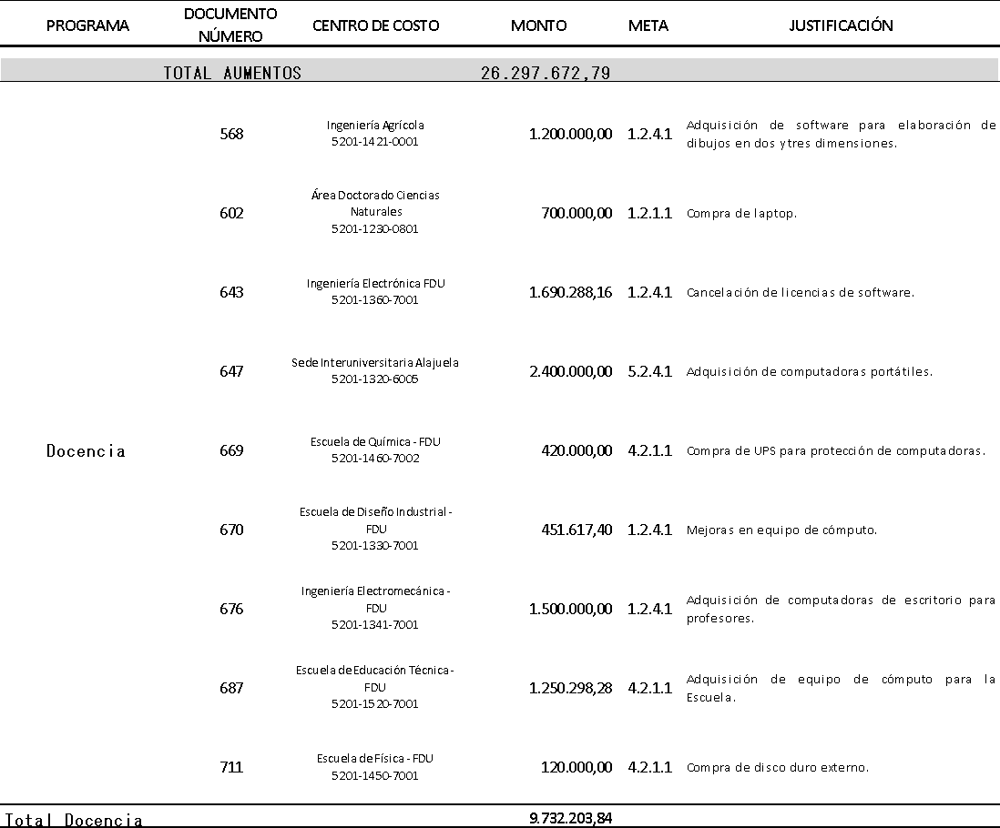 PROGRAMA DOCUMENTO NÚMERO CENTRO DE COSTO MONTO META JUSTIFICACIÓN
TOTAL AUMENTOS 26.297.672,79
568 Ingeniería Agrícola 1.200.000,00 1.2.4.1 Adquisición de software para elaboración de
5201-1421-0001 dibujos en dos y tres dimensiones.
Área Doctorado Ciencias
602 Naturales 700.000,00 1.2.1.1 Compra de laptop.
5201-1230-0801
643 Ingeniería Electrónica FDU 1.690.288,16 1.2.4.1 Cancelación de licencias de software.
5201-1360-7001
647 Sede Interuniversitaria Alajuela 2.400.000,00 5.2.4.1 Adquisición de computadoras portátiles.
5201-1320-6005
Docencia 669 Escuela de Química - FDU 420.000,00 4.2.1.1 Compra de UPS para protección de computadoras.
5201-1460-7002
Escuela de Diseño Industrial -
670 FDU 451.617,40 1.2.4.1 Mejoras en equipo de cómputo.
5201-1330-7001
Ingeniería Electromecánica - Adquisición de computadoras de escritorio para
676 FDU 1.500.000,00 1.2.4.1 profesores.
5201-1341-7001
Escuela de Educación Técnica - Adquisición de equipo de cómputo para la
687 FDU 1.250.298,28 4.2.1.1 Escuela.
5201-1520-7001
711 Escuela de Física - FDU 120.000,00 4.2.1.1 Compra de disco duro externo.
5201-1450-7001
Total Docencia 9.732.203,84